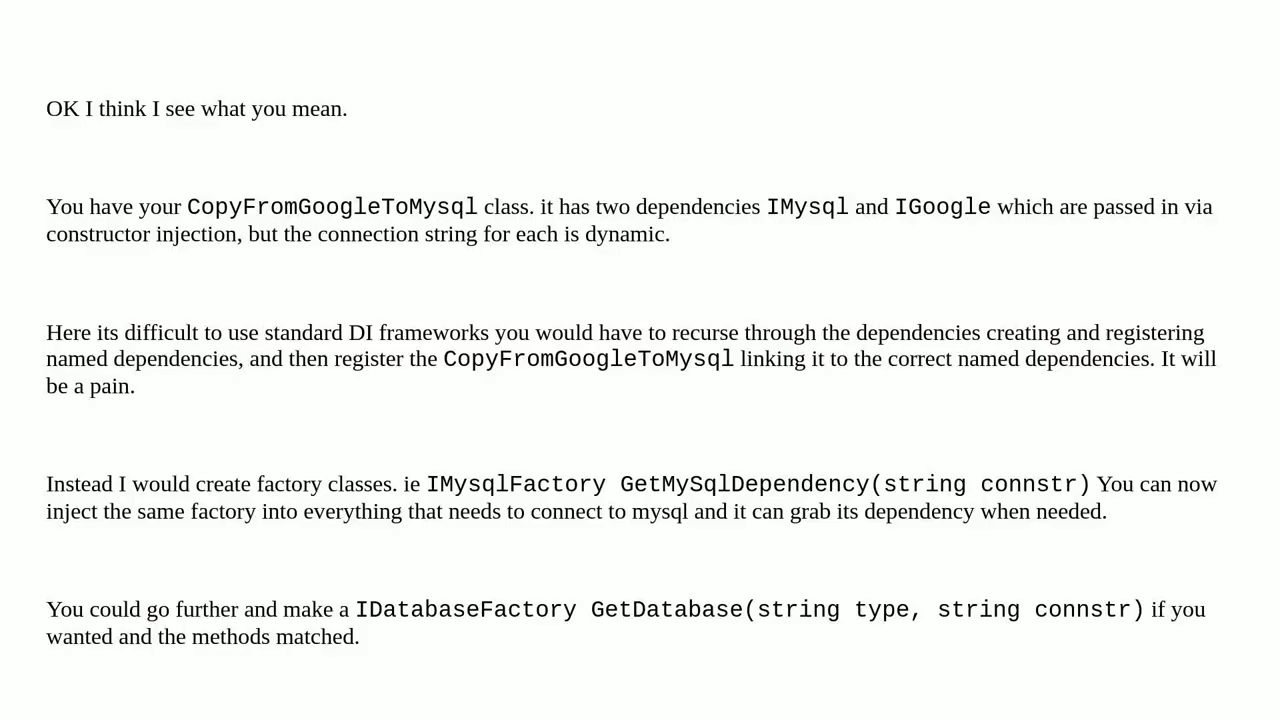 OK I think I see what you mean.
You have your CopyFromGoogleToMysql class. it has two dependencies IMysql and IGoogle which are passed in via
constructor injection, but the connection string for each is dynamic.
Here its difficult to use standard DI frameworks you would have to recurse through the dependencies creating and registering
named dependencies, and then register the CopyFromGoogleToMysql linking it to the correct named dependencies. It will
be a pain.
Instead I would create factory classes. ie IMysqlFactory GetMySqlDependency(string connstr) You can now
inject the same factory into everything that needs to connect to mysql and it can grab its dependency when needed.
You could go further and make a IDatabaseFactory GetDatabase(string type, string connstr) if you
wanted and the methods matched.